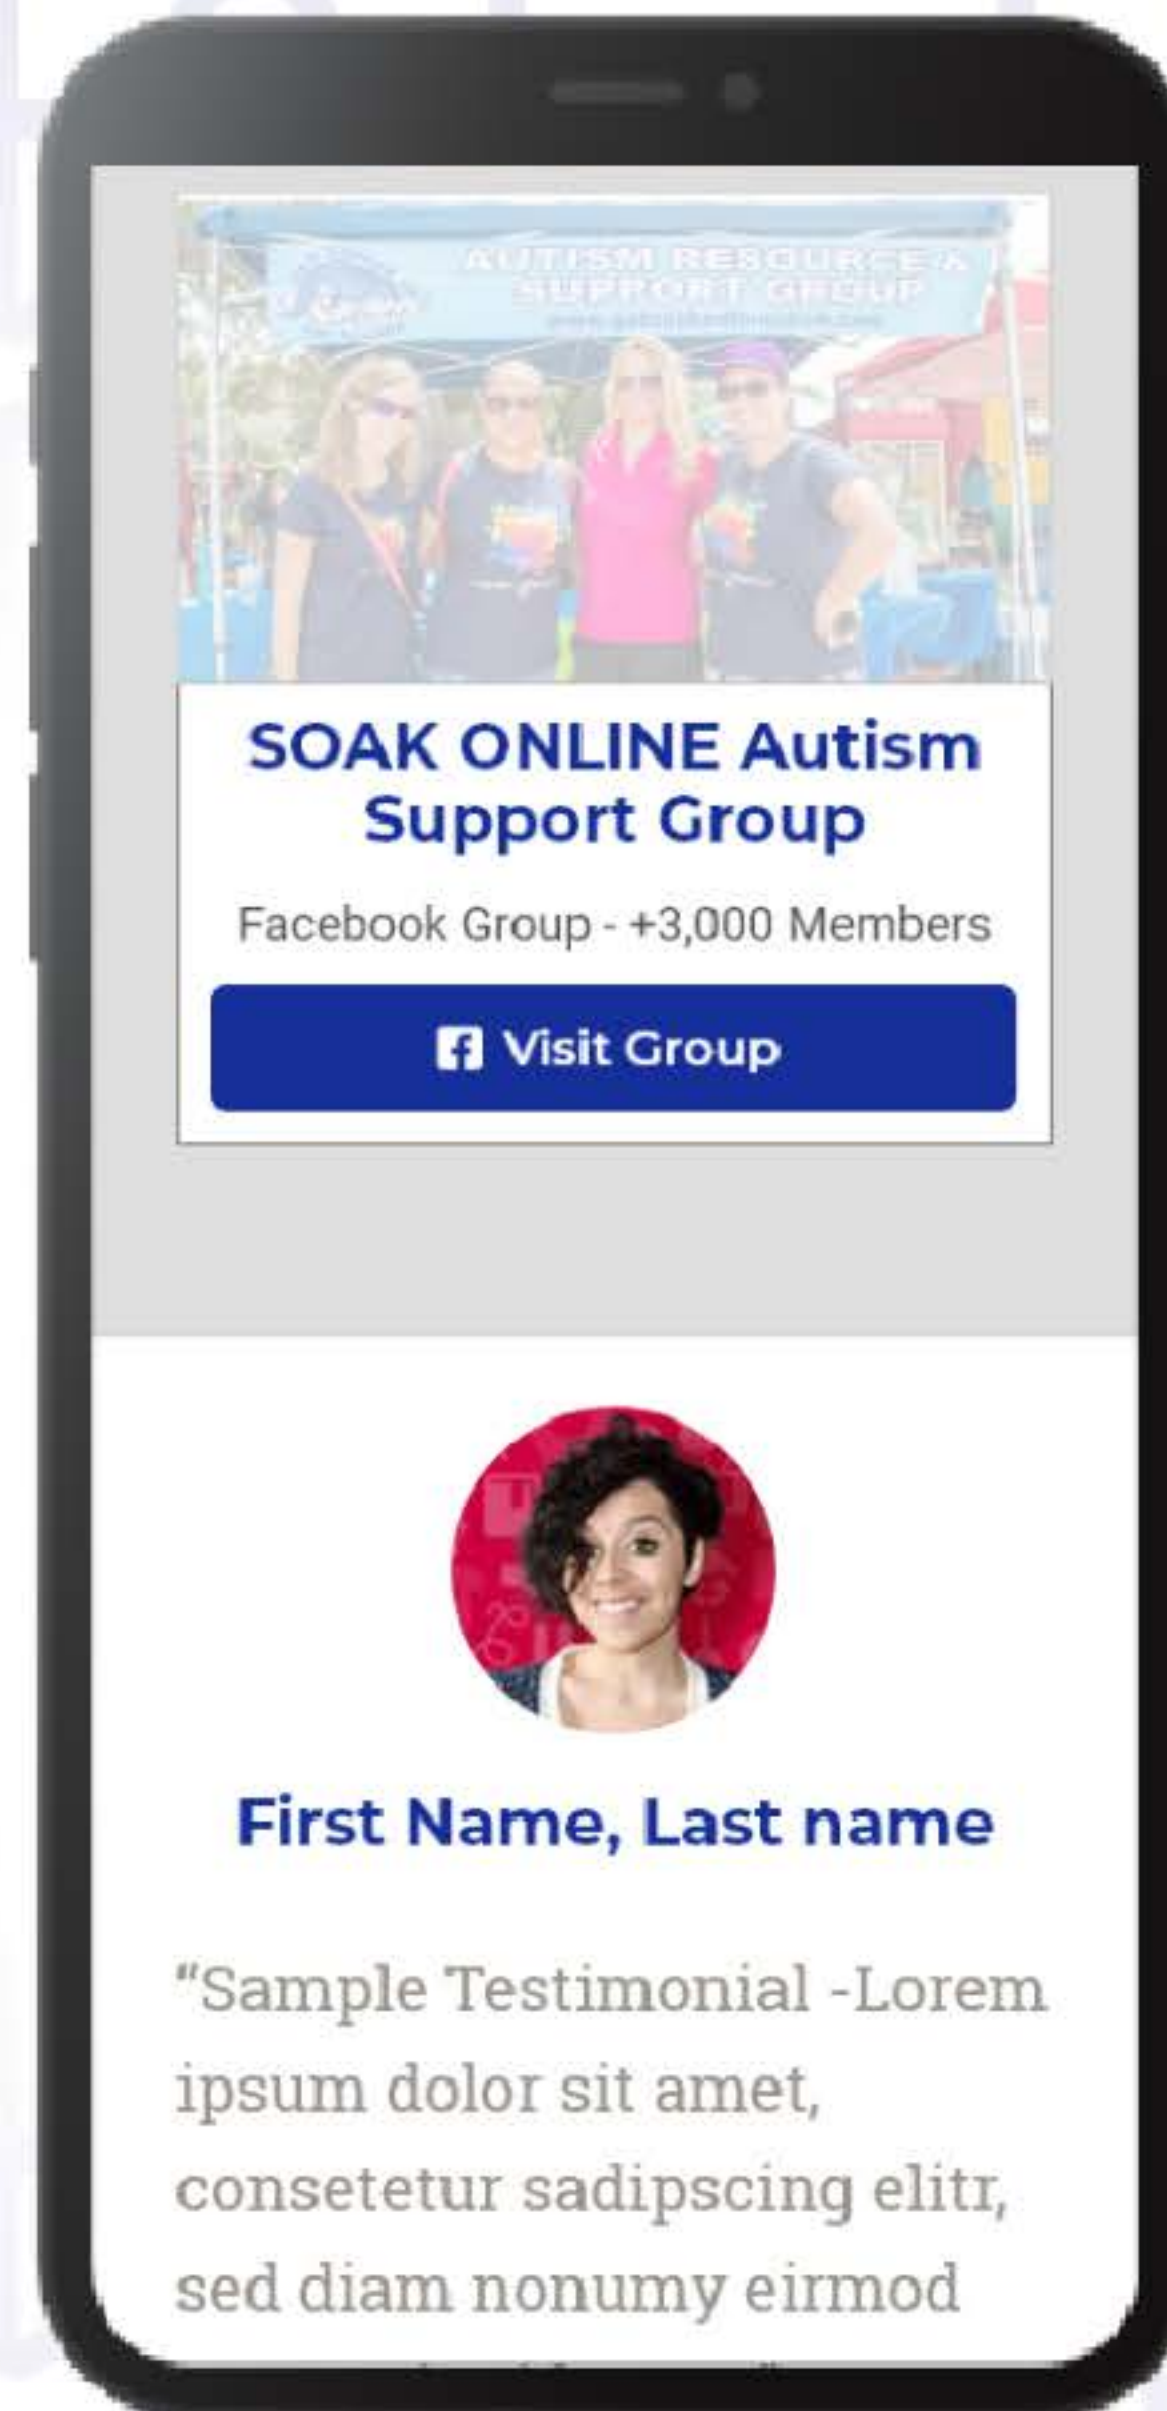 AUTISM RESOURCE &
SUPPORT GROUP
SOAK ONLINE Autism
Support Group
Facebook Group - +3,000 Members
Visit Group
First Name, Last name
“Sample Testimonial -Lorem
ipsum dolor sit amet,
consetetur sadipscing elitr,
sed diam nonumy eirmod